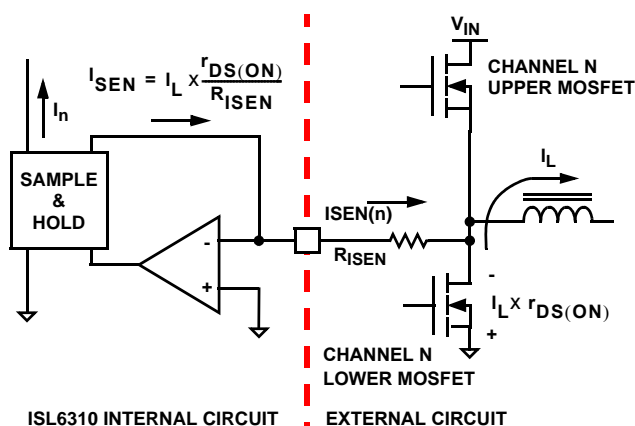 V_IN
I_SEN = I_L x r_DS(ON) / R_ISEN
CHANNEL N
UPPER MOSFET
I_n
I_L
SAMPLE
&
HOLD
ISEN(n)
R_ISEN
-
+
-
I_L x r_DS(ON)
+
CHANNEL N
LOWER MOSFET
ISL6310 INTERNAL CIRCUIT
EXTERNAL CIRCUIT